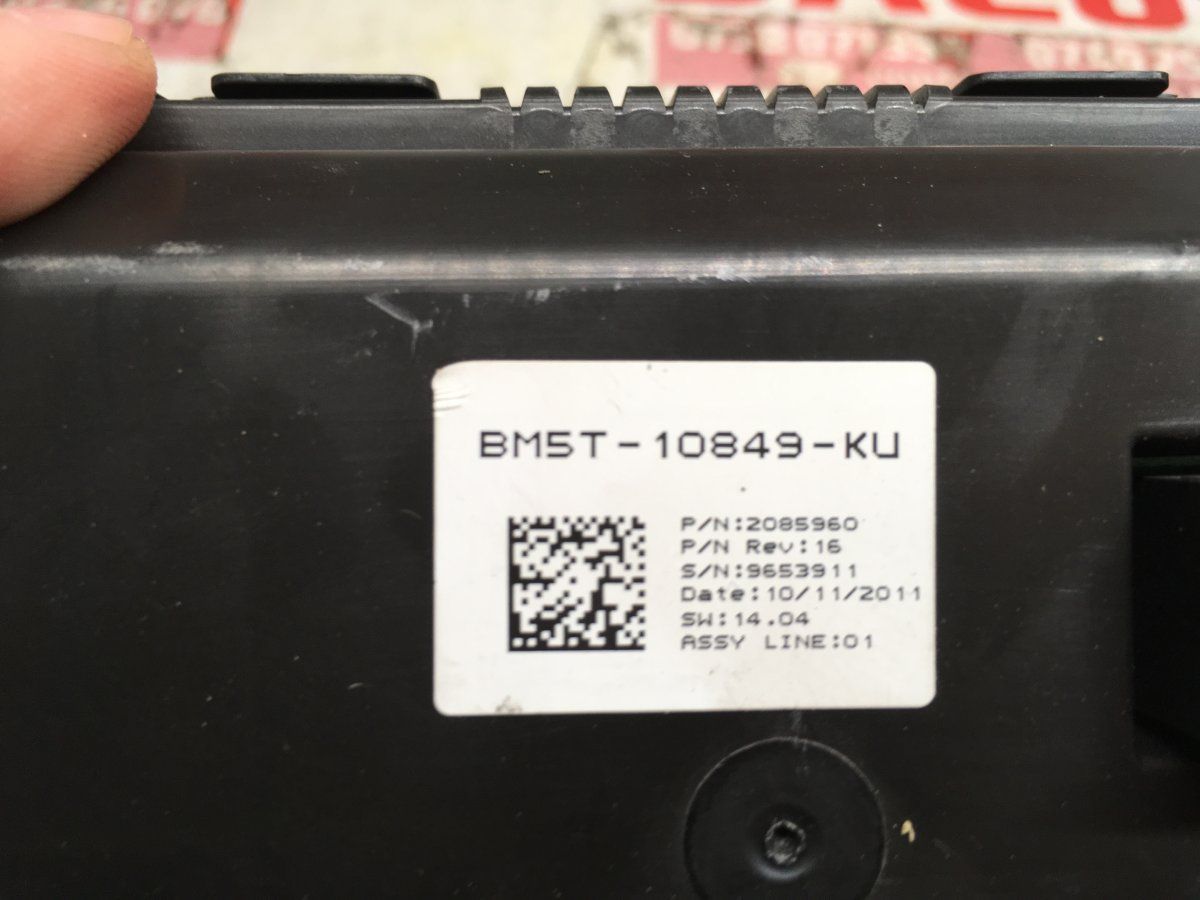 BM5T-10849-KU
P/N:2085960
P/N Rev:16
S/N:9653911
Date:10/11/2011
SW:14.04
ASSY LINE:01